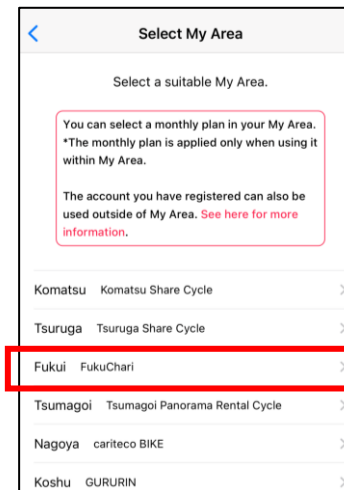 Select My Area
Select a suitable My Area.
You can select a monthly plan in your My Area.
*The monthly plan is applied only when using it
within My Area.
The account you have registered can also be
used outside of My Area. See here for more
information.
Komatsu Komatsu Share Cycle
Tsuruga Tsuruga Share Cycle
Fukui FukuChari
Tsumagoi Tsumagoi Panorama Rental Cycle
Nagoya cariteco BIKE
Koshu GURURIN